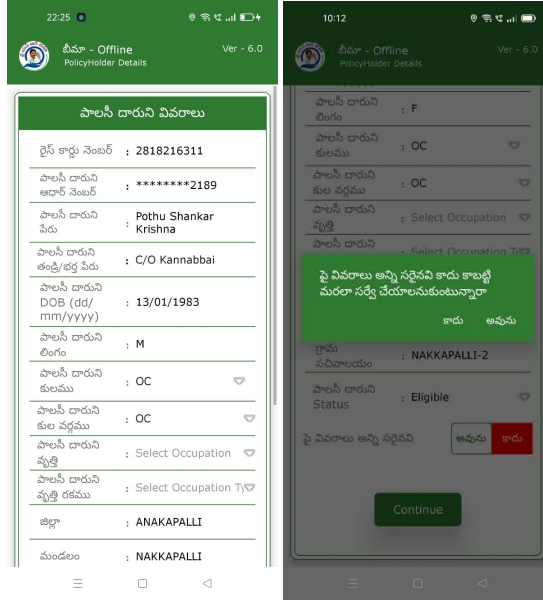 22:25
బీమా - Offline
PolicyHolder Details
Ver - 6.0
పాలసీ దారుని వివరాలు
రైస్ కార్డు నెంబర్ : 2818216311
పాలసీ దారుని
ఆధార్ నెంబర్ : ********2189
పాలసీ దారుని
పేరు : Pothu Shankar
Krishna
పాలసీ దారుని
తండ్రి/భర్త పేరు : C/O Kannabbai
పాలసీ దారుని
DOB (dd/
mm/yyyy) : 13/01/1983
పాలసీ దారుని
లింగం : M
పాలసీ దారుని
కులము : OC
పాలసీ దారుని
కుల వర్గము : OC
పాలసీ దారుని
వృత్తి : Select Occupation
పాలసీ దారుని
వృత్తి రకము : Select Occupation Ty
జిల్లా : ANAKAPALLI
మండలం : NAKKAPALLI
10:12
బీమా - Offline
PolicyHolder Details
Ver - 6.0
పాలసీ దారుని
లింగం : F
పాలసీ దారుని
కులము : OC
పాలసీ దారుని
కుల వర్గము : OC
పాలసీ దారుని
వృత్తి : Select Occupation
పాలసీ దారుని
: Select Occupation Ty
పై వివరాలు అన్ని సరైనవి కాదు కాబట్టి
మరలా సర్వే చేయాలనుకుంటున్నారా
కాదు అవును
గ్రామ
సచివాలయం : NAKKAPALLI-2
పాలసీ దారుని
Status : Eligible
పై వివరాలు అన్ని సరైనవి అవును కాదు
Continue